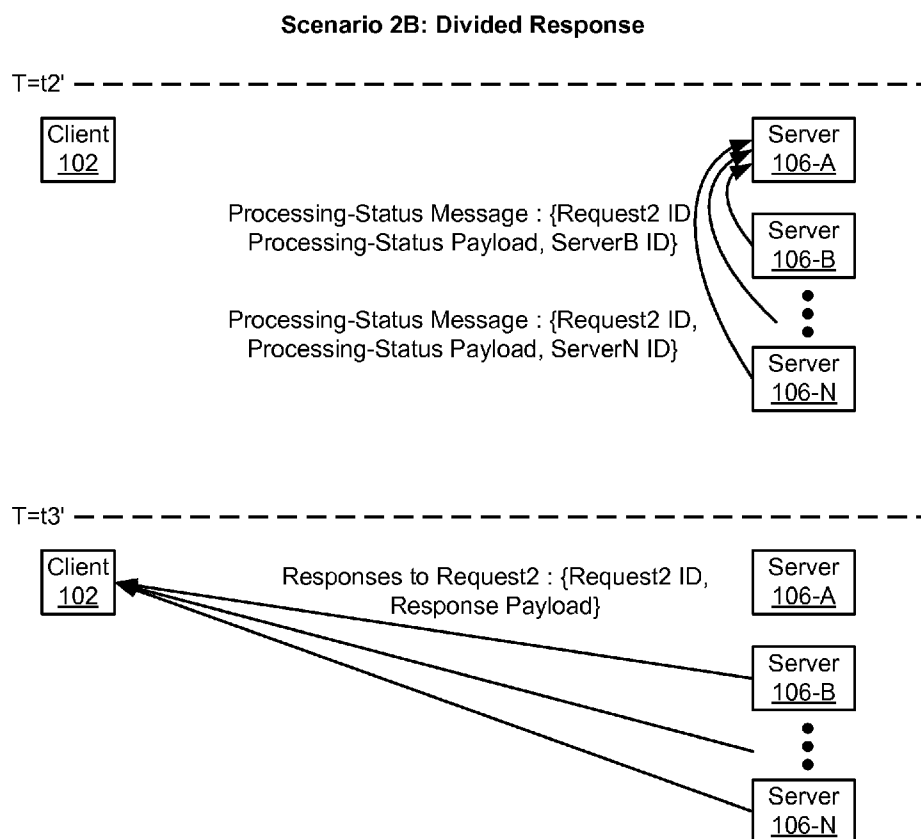 Scenario 2B: Divided Response
T=t2'
Client
102
Server
106-A
Processing-Status Message : {Request2 ID
Processing-Status Payload, ServerB ID}
Server
106-B
Processing-Status Message : {Request2 ID,
Processing-Status Payload, ServerN ID}
Server
106-N
T=t3'
Client
102
Responses to Request2 : {Request2 ID,
Response Payload}
Server
106-A
Server
106-B
Server
106-N